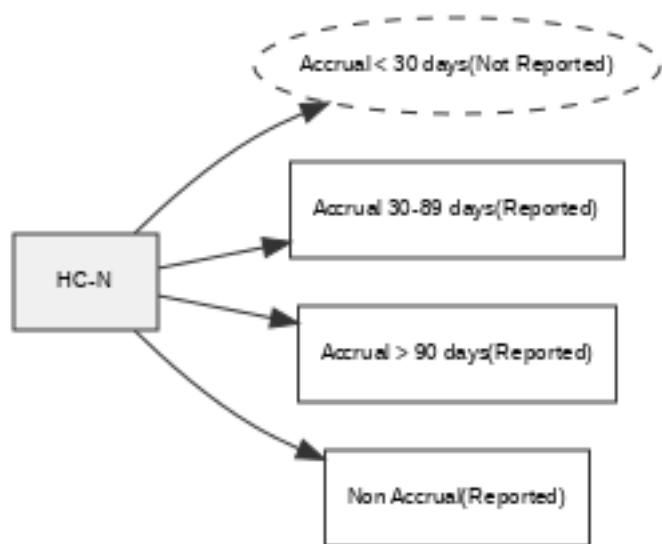 Accrual < 30 days(Not Reported)
Accrual 30-89 days(Reported)
HC-N
Accrual > 90 days(Reported)
Non Accrual(Reported)